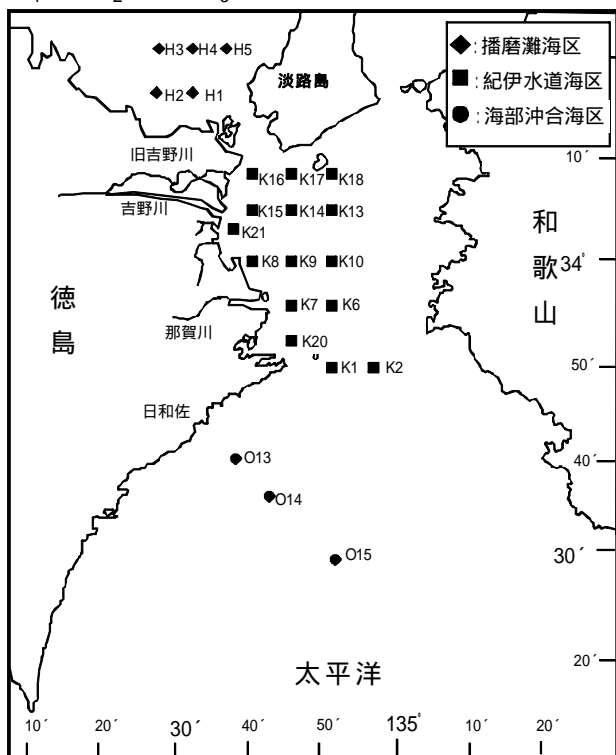 ◆: 播磨灘海区
■: 紀伊水道海区
●: 海部沖合海区
H3 H4 H5
H2 H1
淡路島
旧吉野川
吉野川
K16 K17 K18
K15 K14 K13
K21
K8 K9 K10
K7 K6
那賀川
K20
K1 K2
徳島
和歌山
日和佐
O13
O14
O15
太平洋
10´
34°
50´
40´
30´
20´
10´ 20´ 30´ 40´ 50´ 135° 10´ 20´